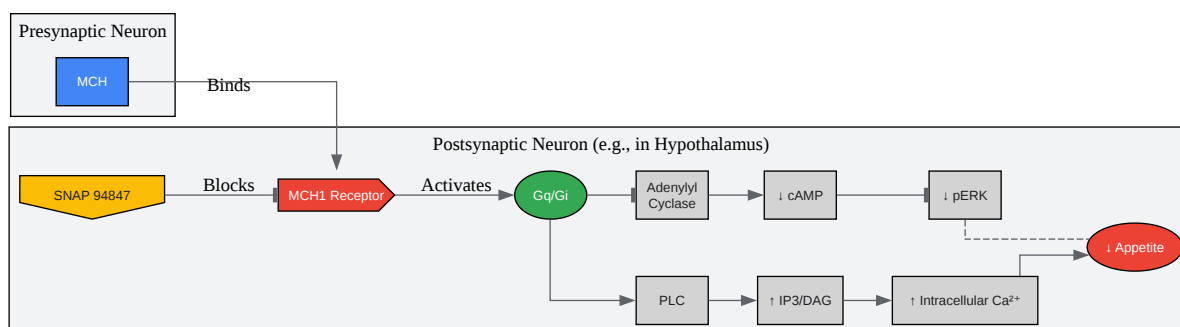 Presynaptic Neuron
MCH
Binds
Postsynaptic Neuron (e.g., in Hypothalamus)
SNAP 94847
Blocks
MCH1 Receptor
Activates
Gq/Gi
Adenylyl
Cyclase
↓ cAMP
↓ pERK
↓ Appetite
PLC
↑ IP3/DAG
↑ Intracellular Ca²⁺